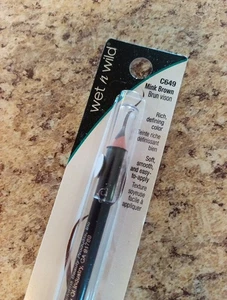 wet n wild
C649
Mink Brown
Brun vison
Rich,
defining
color
Teinte riche
définissant
bien
Soft,
smooth,
and easy-
to-apply
Texture
soyeuse
facile à
appliquer